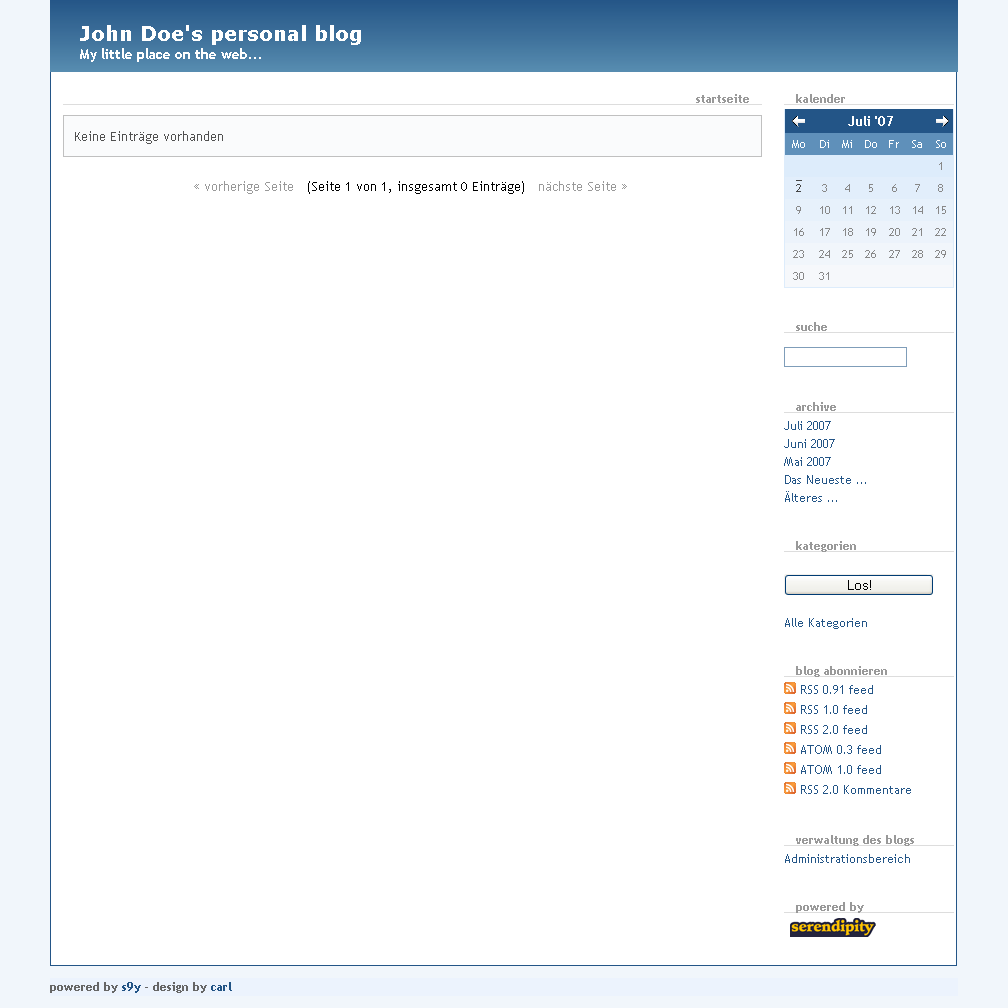 John Doe's personal blog
My little place on the web...
startseite
Keine Einträge vorhanden
« vorherige Seite (Seite 1 von 1, insgesamt 0 Einträge) nächste Seite »
kalender
Juli '07
Mo Di Mi Do Fr Sa So
1
2 3 4 5 6 7 8
9 10 11 12 13 14 15
16 17 18 19 20 21 22
23 24 25 26 27 28 29
30 31
suche
archive
Juli 2007
Juni 2007
Mai 2007
Das Neueste ...
Älteres ...
kategorien
Los!
Alle Kategorien
blog abonnieren
RSS 0.91 feed
RSS 1.0 feed
RSS 2.0 feed
ATOM 0.3 feed
ATOM 1.0 feed
RSS 2.0 Kommentare
verwaltung des blogs
Administrationsbereich
powered by
serendipity
powered by s9y - design by carl